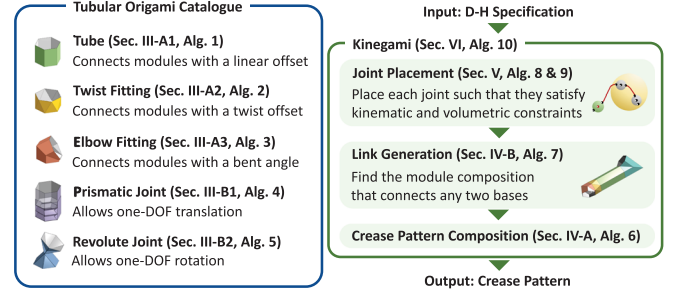 Tubular Origami Catalogue
Tube (Sec. III-A1, Alg. 1)
Connects modules with a linear offset
Twist Fitting (Sec. III-A2, Alg. 2)
Connects modules with a twist offset
Elbow Fitting (Sec. III-A3, Alg. 3)
Connects modules with a bent angle
Prismatic Joint (Sec. III-B1, Alg. 4)
Allows one-DOF translation
Revolute Joint (Sec. III-B2, Alg. 5)
Allows one-DOF rotation
Input: D-H Specification
Kinegami (Sec. VI, Alg. 10)
Joint Placement (Sec. V, Alg. 8 & 9)
Place each joint such that they satisfy
kinematic and volumetric constraints
Link Generation (Sec. IV-B, Alg. 7)
Find the module composition
that connects any two bases
Crease Pattern Composition (Sec. IV-A, Alg. 6)
Output: Crease Pattern